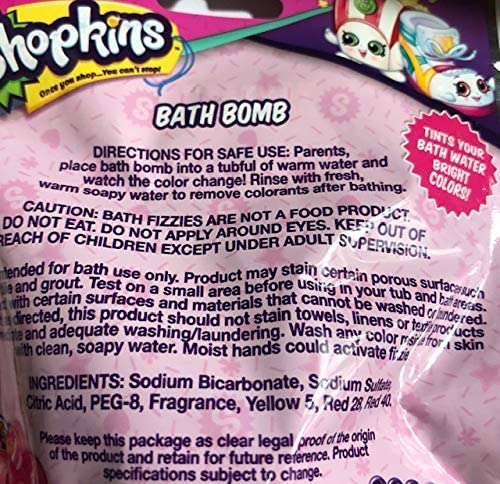 Shopkins
Once you shop...You can't stop!
BATH BOMB
TINTS YOUR
BATH WATER
BRIGHT
COLORS!
DIRECTIONS FOR SAFE USE: Parents,
place bath bomb into a tubful of warm water and
watch the color change! Rinse with fresh,
warm soapy water to remove colorants after bathing.
CAUTION: BATH FIZZIES ARE NOT A FOOD PRODUCT.
DO NOT EAT. DO NOT APPLY AROUND EYES. KEEP OUT OF
REACH OF CHILDREN EXCEPT UNDER ADULT SUPERVISION.
ntended for bath use only. Product may stain certain porous surfaces such
and grout. Test on a small area before using in your tub and bath areas.
with certain surfaces and materials that cannot be washed or laundered.
directed, this product should not stain towels, linens or textile products
and adequate washing/laundering. Wash any color residue from skin
with clean, soapy water. Moist hands could activate fizzie
INGREDIENTS: Sodium Bicarbonate, Sodium Sulfate,
Citric Acid, PEG-8, Fragrance, Yellow 5, Red 28, Red 40.
Please keep this package as clear legal proof of the origin
of the product and retain for future reference. Product
specifications subject to change.